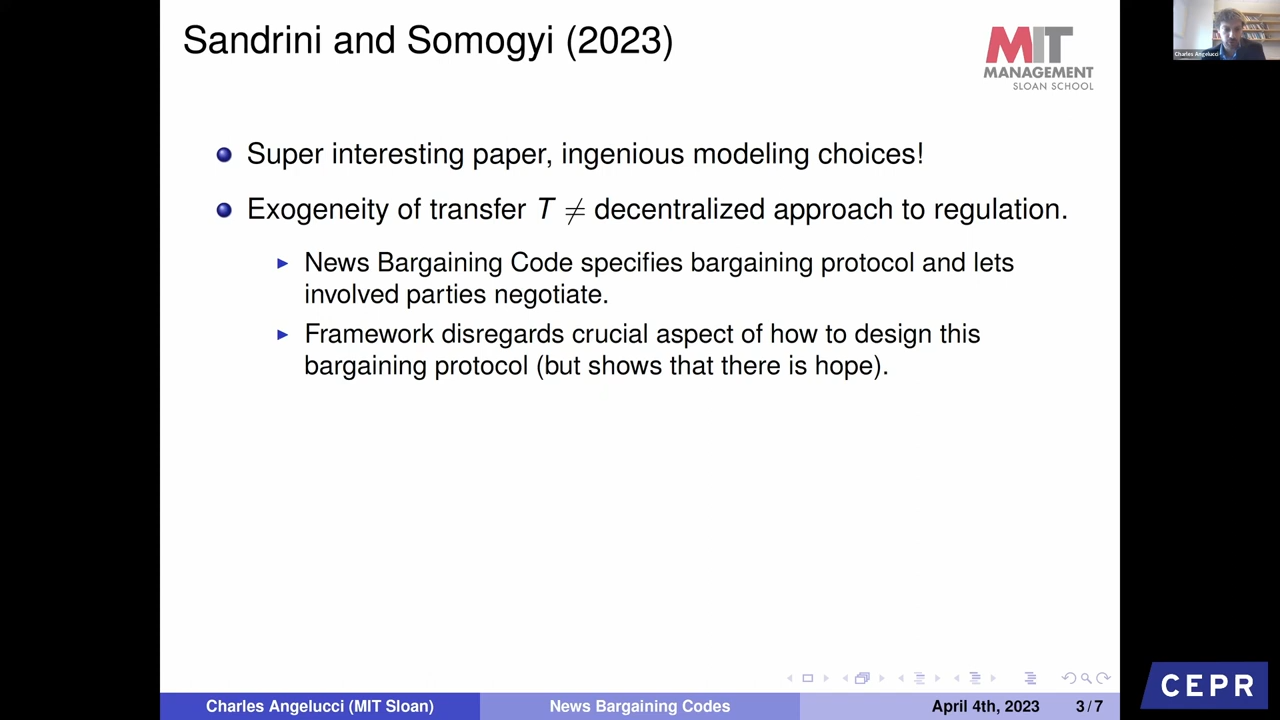 Sandrini and Somogyi (2023)
MIT
MANAGEMENT
SLOAN SCHOOL
Charles Angelucci
Super interesting paper, ingenious modeling choices!
Exogeneity of transfer T ≠ decentralized approach to regulation.
News Bargaining Code specifies bargaining protocol and lets
involved parties negotiate.
Framework disregards crucial aspect of how to design this
bargaining protocol (but shows that there is hope).
Charles Angelucci (MIT Sloan)
News Bargaining Codes
April 4th, 2023
3 / 7
CEPR